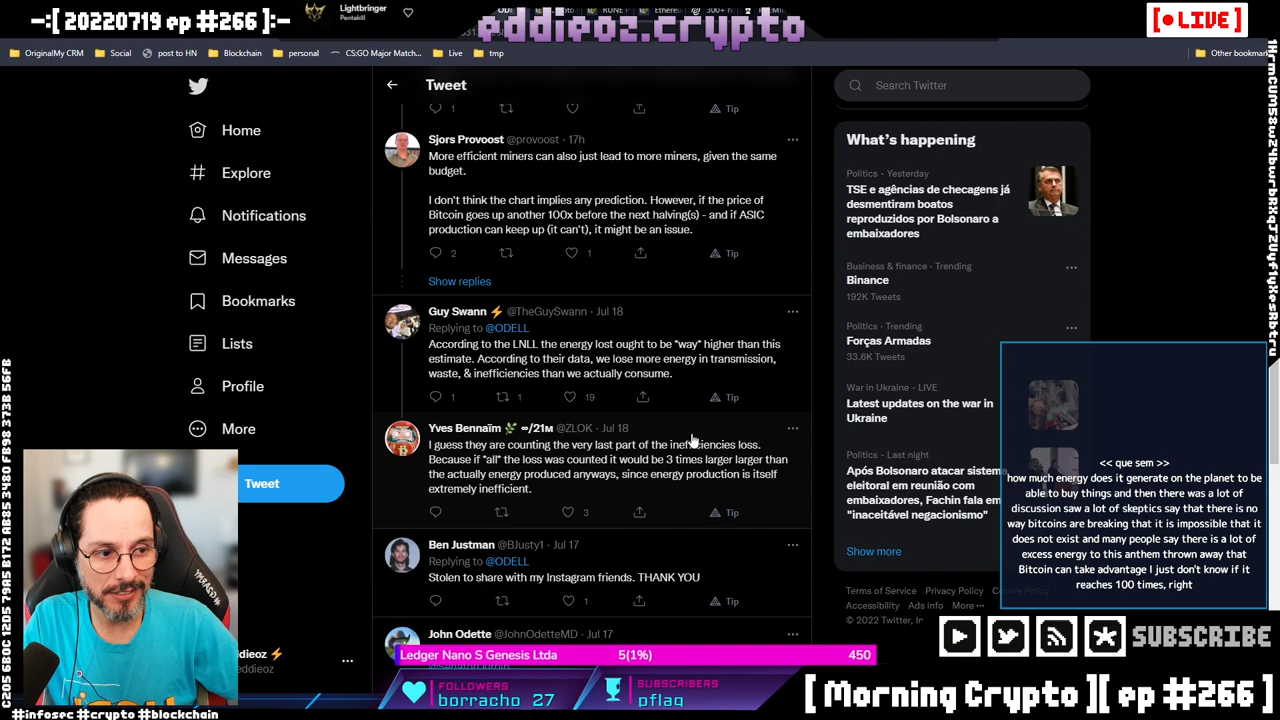 -:[ 20220719 ep #266 ]:-
Lightbringer
Pentakill
eddieoz.crypto
[ • LIVE ]
OriginalMy CRM
Social
post to HN
Blockchain
personal
CS:GO Major Match...
Live
tmp
Other bookmar
Home
Explore
Notifications
Messages
Bookmarks
Lists
Profile
More
Tweet
Tweet
1
Tip
Sjors Provoost @provoost · 17h
More efficient miners can also just lead to more miners, given the same
budget.
I don't think the chart implies any prediction. However, if the price of
Bitcoin goes up another 100x before the next halving(s) - and if ASIC
production can keep up (it can't), it might be an issue.
2
1
Tip
Show replies
Guy Swann ⚡ @TheGuySwann · Jul 18
Replying to @ODELL
According to the LNLL the energy lost ought to be *way* higher than this
estimate. According to their data, we lose more energy in transmission,
waste, & inefficiencies than we actually consume.
1
1
19
Tip
Yves Bennaïm 🌿 ∞/21м @ZLOK · Jul 18
I guess they are counting the very last part of the inefficiencies loss.
Because if *all* the loss was counted it would be 3 times larger larger than
the actually energy produced anyways, since energy production is itself
extremely inefficient.
3
Tip
Ben Justman @BJusty1 · Jul 17
Replying to @ODELL
Stolen to share with my Instagram friends. THANK YOU
1
Tip
John Odette @JohnOdetteMD · Jul 17
Search Twitter
What's happening
Politics · Yesterday
TSE e agências de checagens já
desmentiram boatos
reproduzidos por Bolsonaro a
embaixadores
Business & finance · Trending
Binance
192K Tweets
Politics · Trending
Forças Armadas
33.6K Tweets
War in Ukraine · LIVE
Latest updates on the war in
Ukraine
Politics · Last night
Após Bolsonaro atacar sistema
eleitoral em reunião com
embaixadores, Fachin fala em
"inaceitável negacionismo"
Show more
Terms of Service Privacy Policy Cookie Policy
Accessibility Ads info More ···
© 2022 Twitter, In
<< que sem >>
how much energy does it generate on the planet to be
able to buy things and then there was a lot of
discussion saw a lot of skeptics say that there is no
way bitcoins are breaking that it is impossible that it
does not exist and many people say there is a lot of
excess energy to this anthem thrown away that
Bitcoin can take advantage I just don't know if it
reaches 100 times, right
SUBSCRIBE
ddieoz ⚡
eddieoz
Ledger Nano S Genesis Ltda
5(1%)
450
FOLLOWERS
borracho_27
SUBSCRIBERS
pflag
[ Morning Crypto ][ ep #266 ]
#infosec #crypto #blockchain